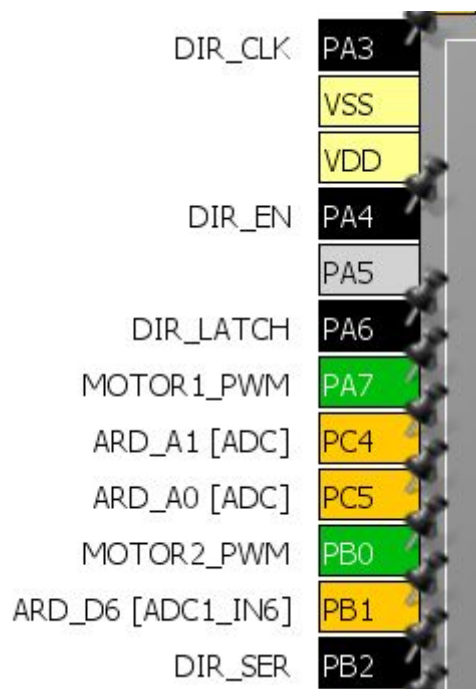 DIR_CLK PA3
VSS
VDD
DIR_EN PA4
PA5
DIR_LATCH PA6
MOTOR1_PWM PA7
ARD_A1 [ADC] PC4
ARD_A0 [ADC] PC5
MOTOR2_PWM PB0
ARD_D6 [ADC1_IN6] PB1
DIR_SER PB2